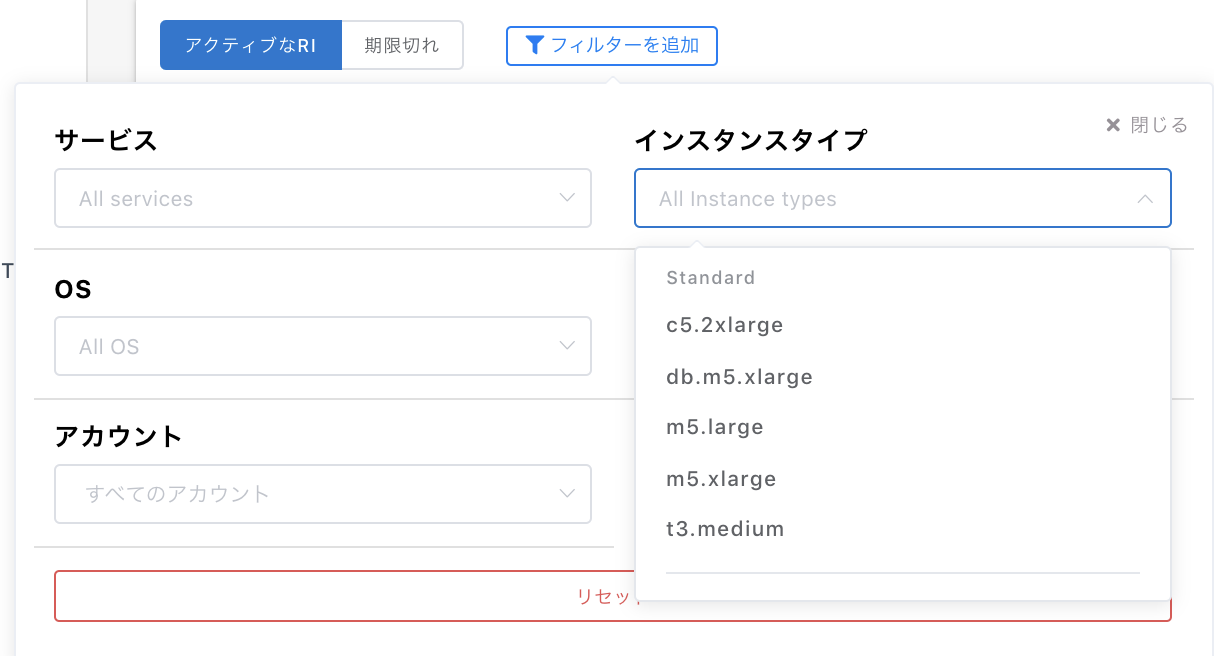 アクティブなRI
期限切れ
フィルターを追加
閉じる
サービス
All services
インスタンスタイプ
All Instance types
T
OS
All OS
アカウント
すべてのアカウント
Standard
c5.2xlarge
db.m5.xlarge
m5.large
m5.xlarge
t3.medium
リセット